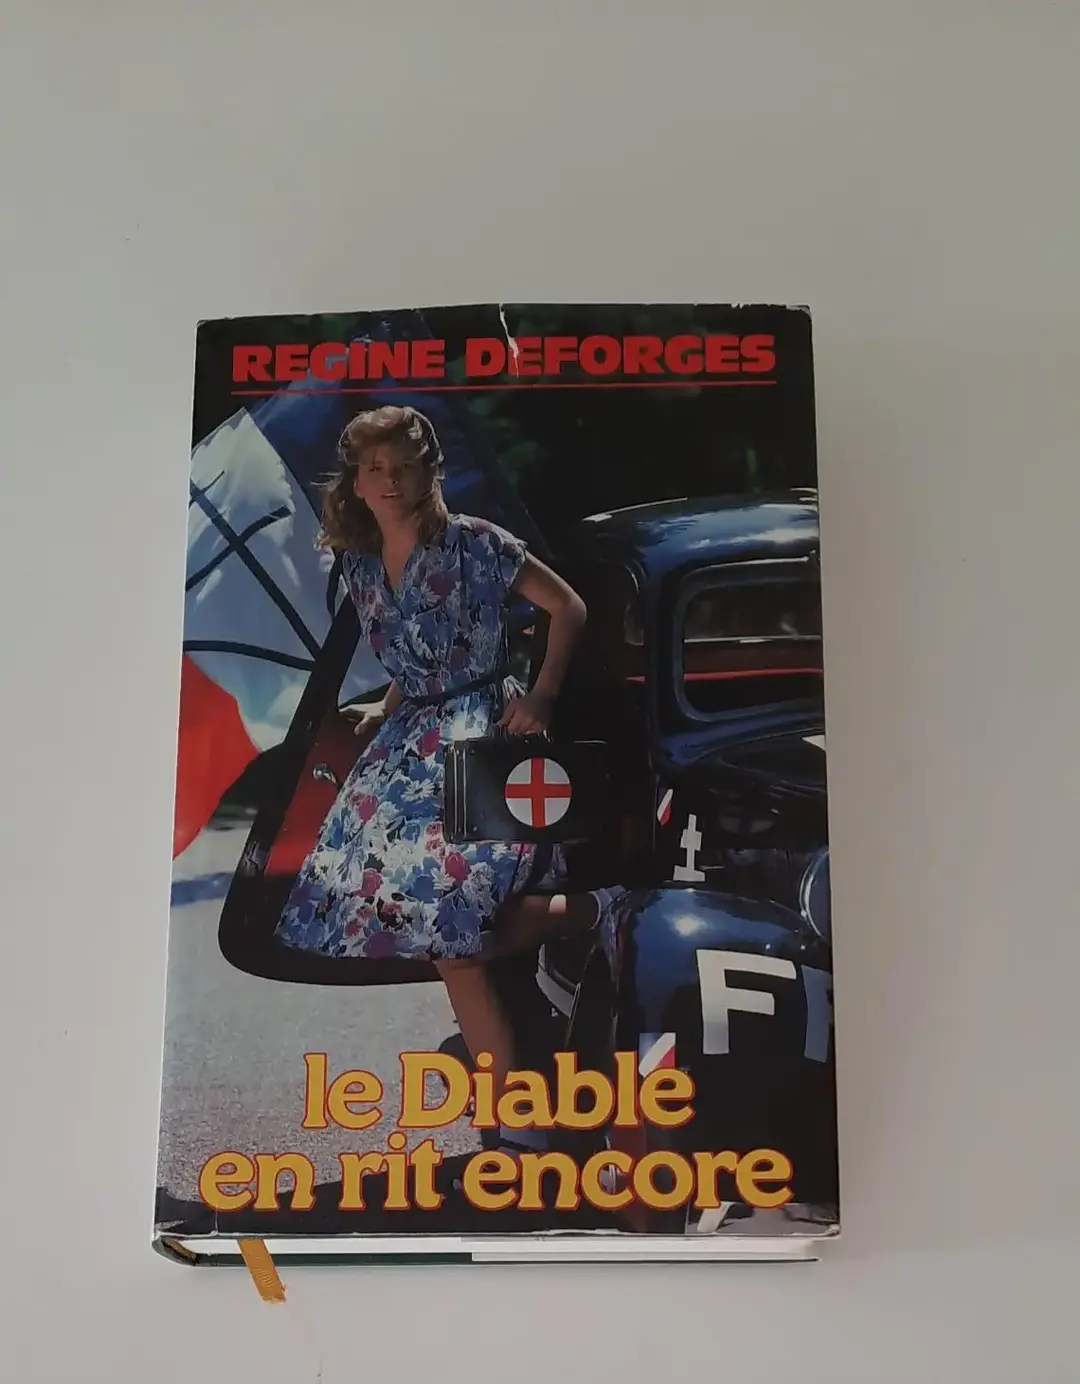 REGINE DEFORGES
F
le Diable
en rit encore